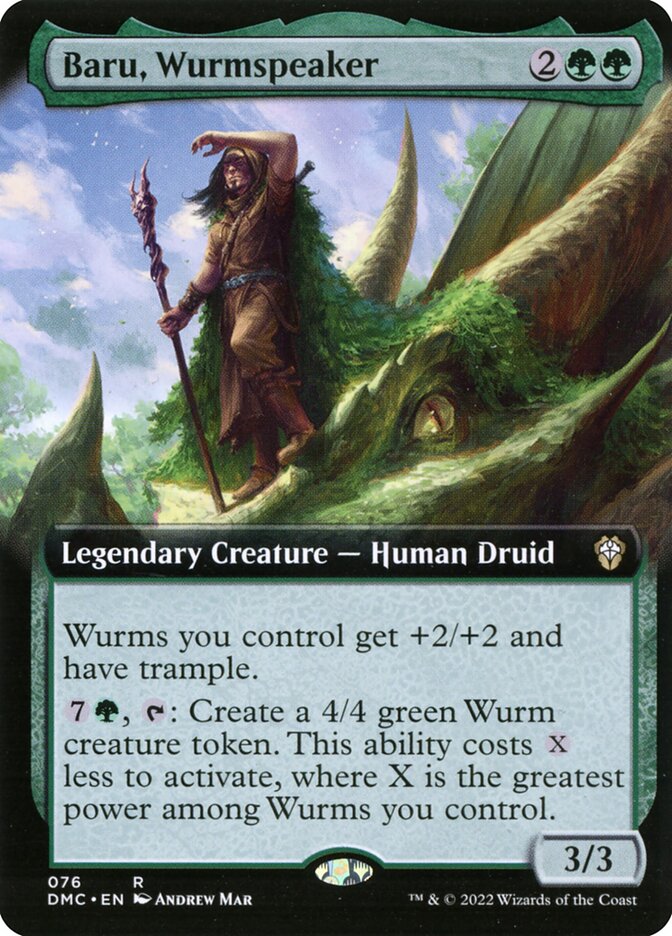 Baru, Wurmspeaker 2
Legendary Creature — Human Druid
Wurms you control get +2/+2 and
have trample.
7 , : Create a 4/4 green Wurm
creature token. This ability costs X
less to activate, where X is the greatest
power among Wurms you control.
3/3
076 R
DMC • EN Andrew Mar
™ & © 2022 Wizards of the Coast